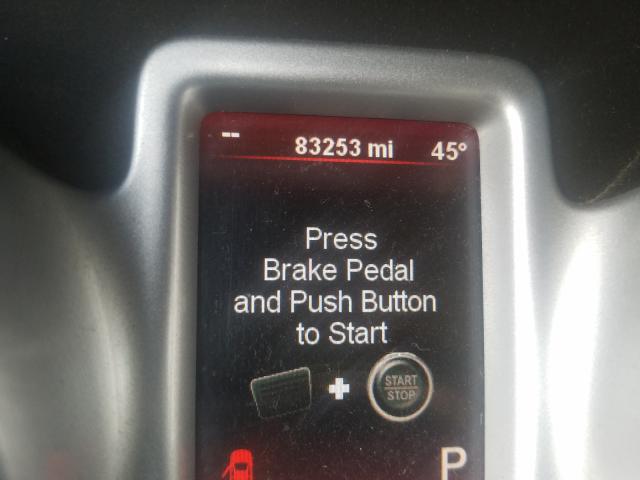 -- 83253 mi 45°
Press
Brake Pedal
and Push Button
to Start
START
STOP
P